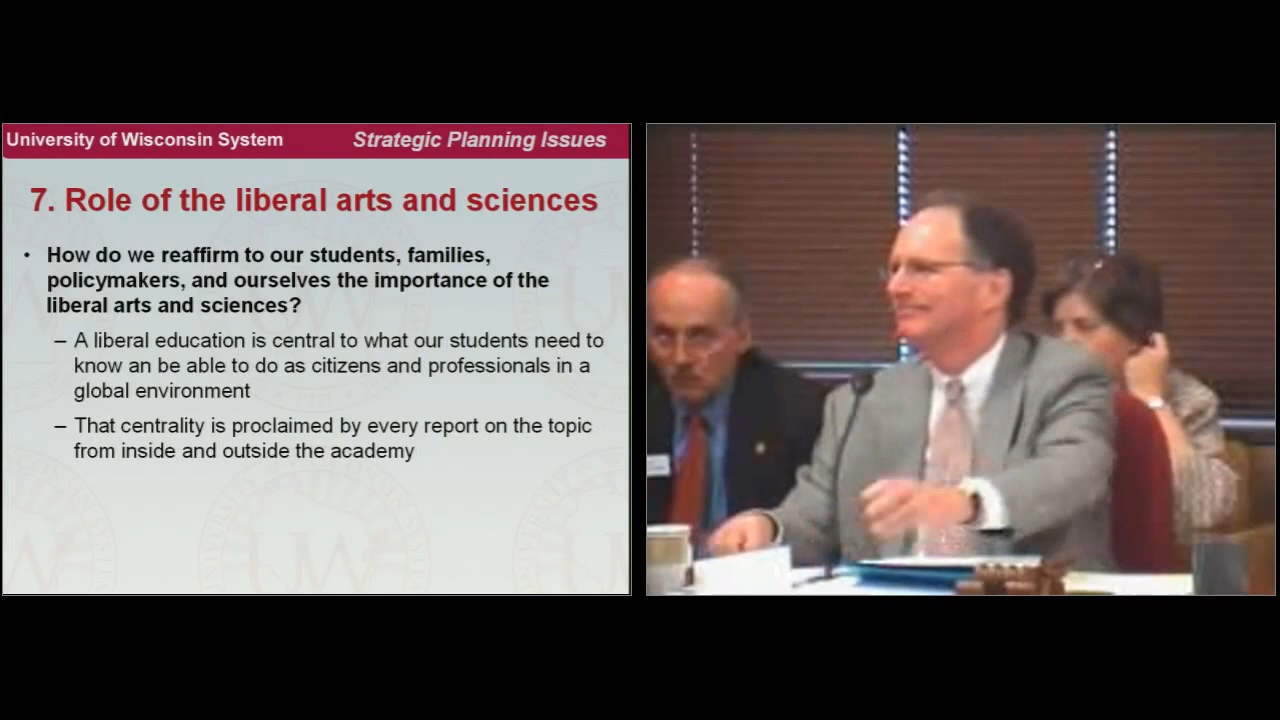 University of Wisconsin System
Strategic Planning Issues
7. Role of the liberal arts and sciences
• How do we reaffirm to our students, families,
policymakers, and ourselves the importance of the
liberal arts and sciences?
– A liberal education is central to what our students need to
know an be able to do as citizens and professionals in a
global environment
– That centrality is proclaimed by every report on the topic
from inside and outside the academy